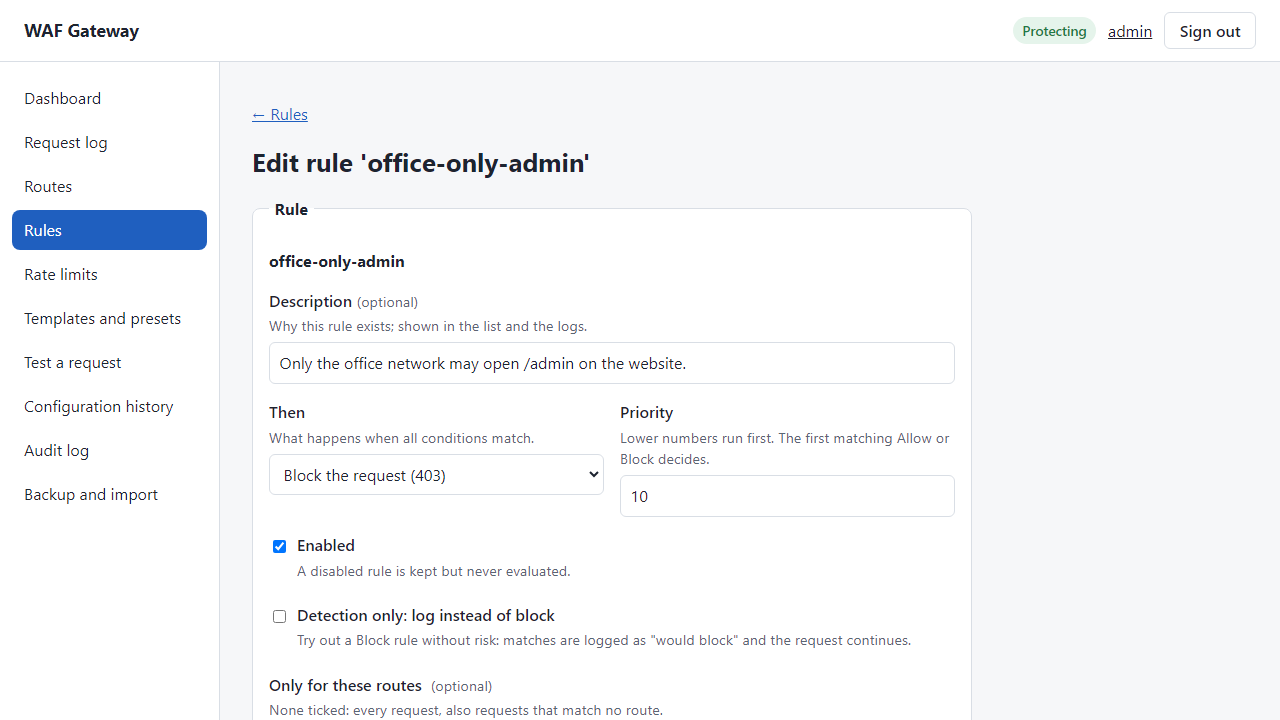 WAF Gateway
Protecting
admin
Sign out
Dashboard
Request log
Routes
Rules
Rate limits
Templates and presets
Test a request
Configuration history
Audit log
Backup and import
← Rules
Edit rule 'office-only-admin'
Rule
office-only-admin
Description (optional)
Why this rule exists; shown in the list and the logs.
Only the office network may open /admin on the website.
Then
What happens when all conditions match.
Block the request (403)
Priority
Lower numbers run first. The first matching Allow or
Block decides.
10
Enabled
A disabled rule is kept but never evaluated.
Detection only: log instead of block
Try out a Block rule without risk: matches are logged as "would block" and the request continues.
Only for these routes (optional)
None ticked: every request, also requests that match no route.